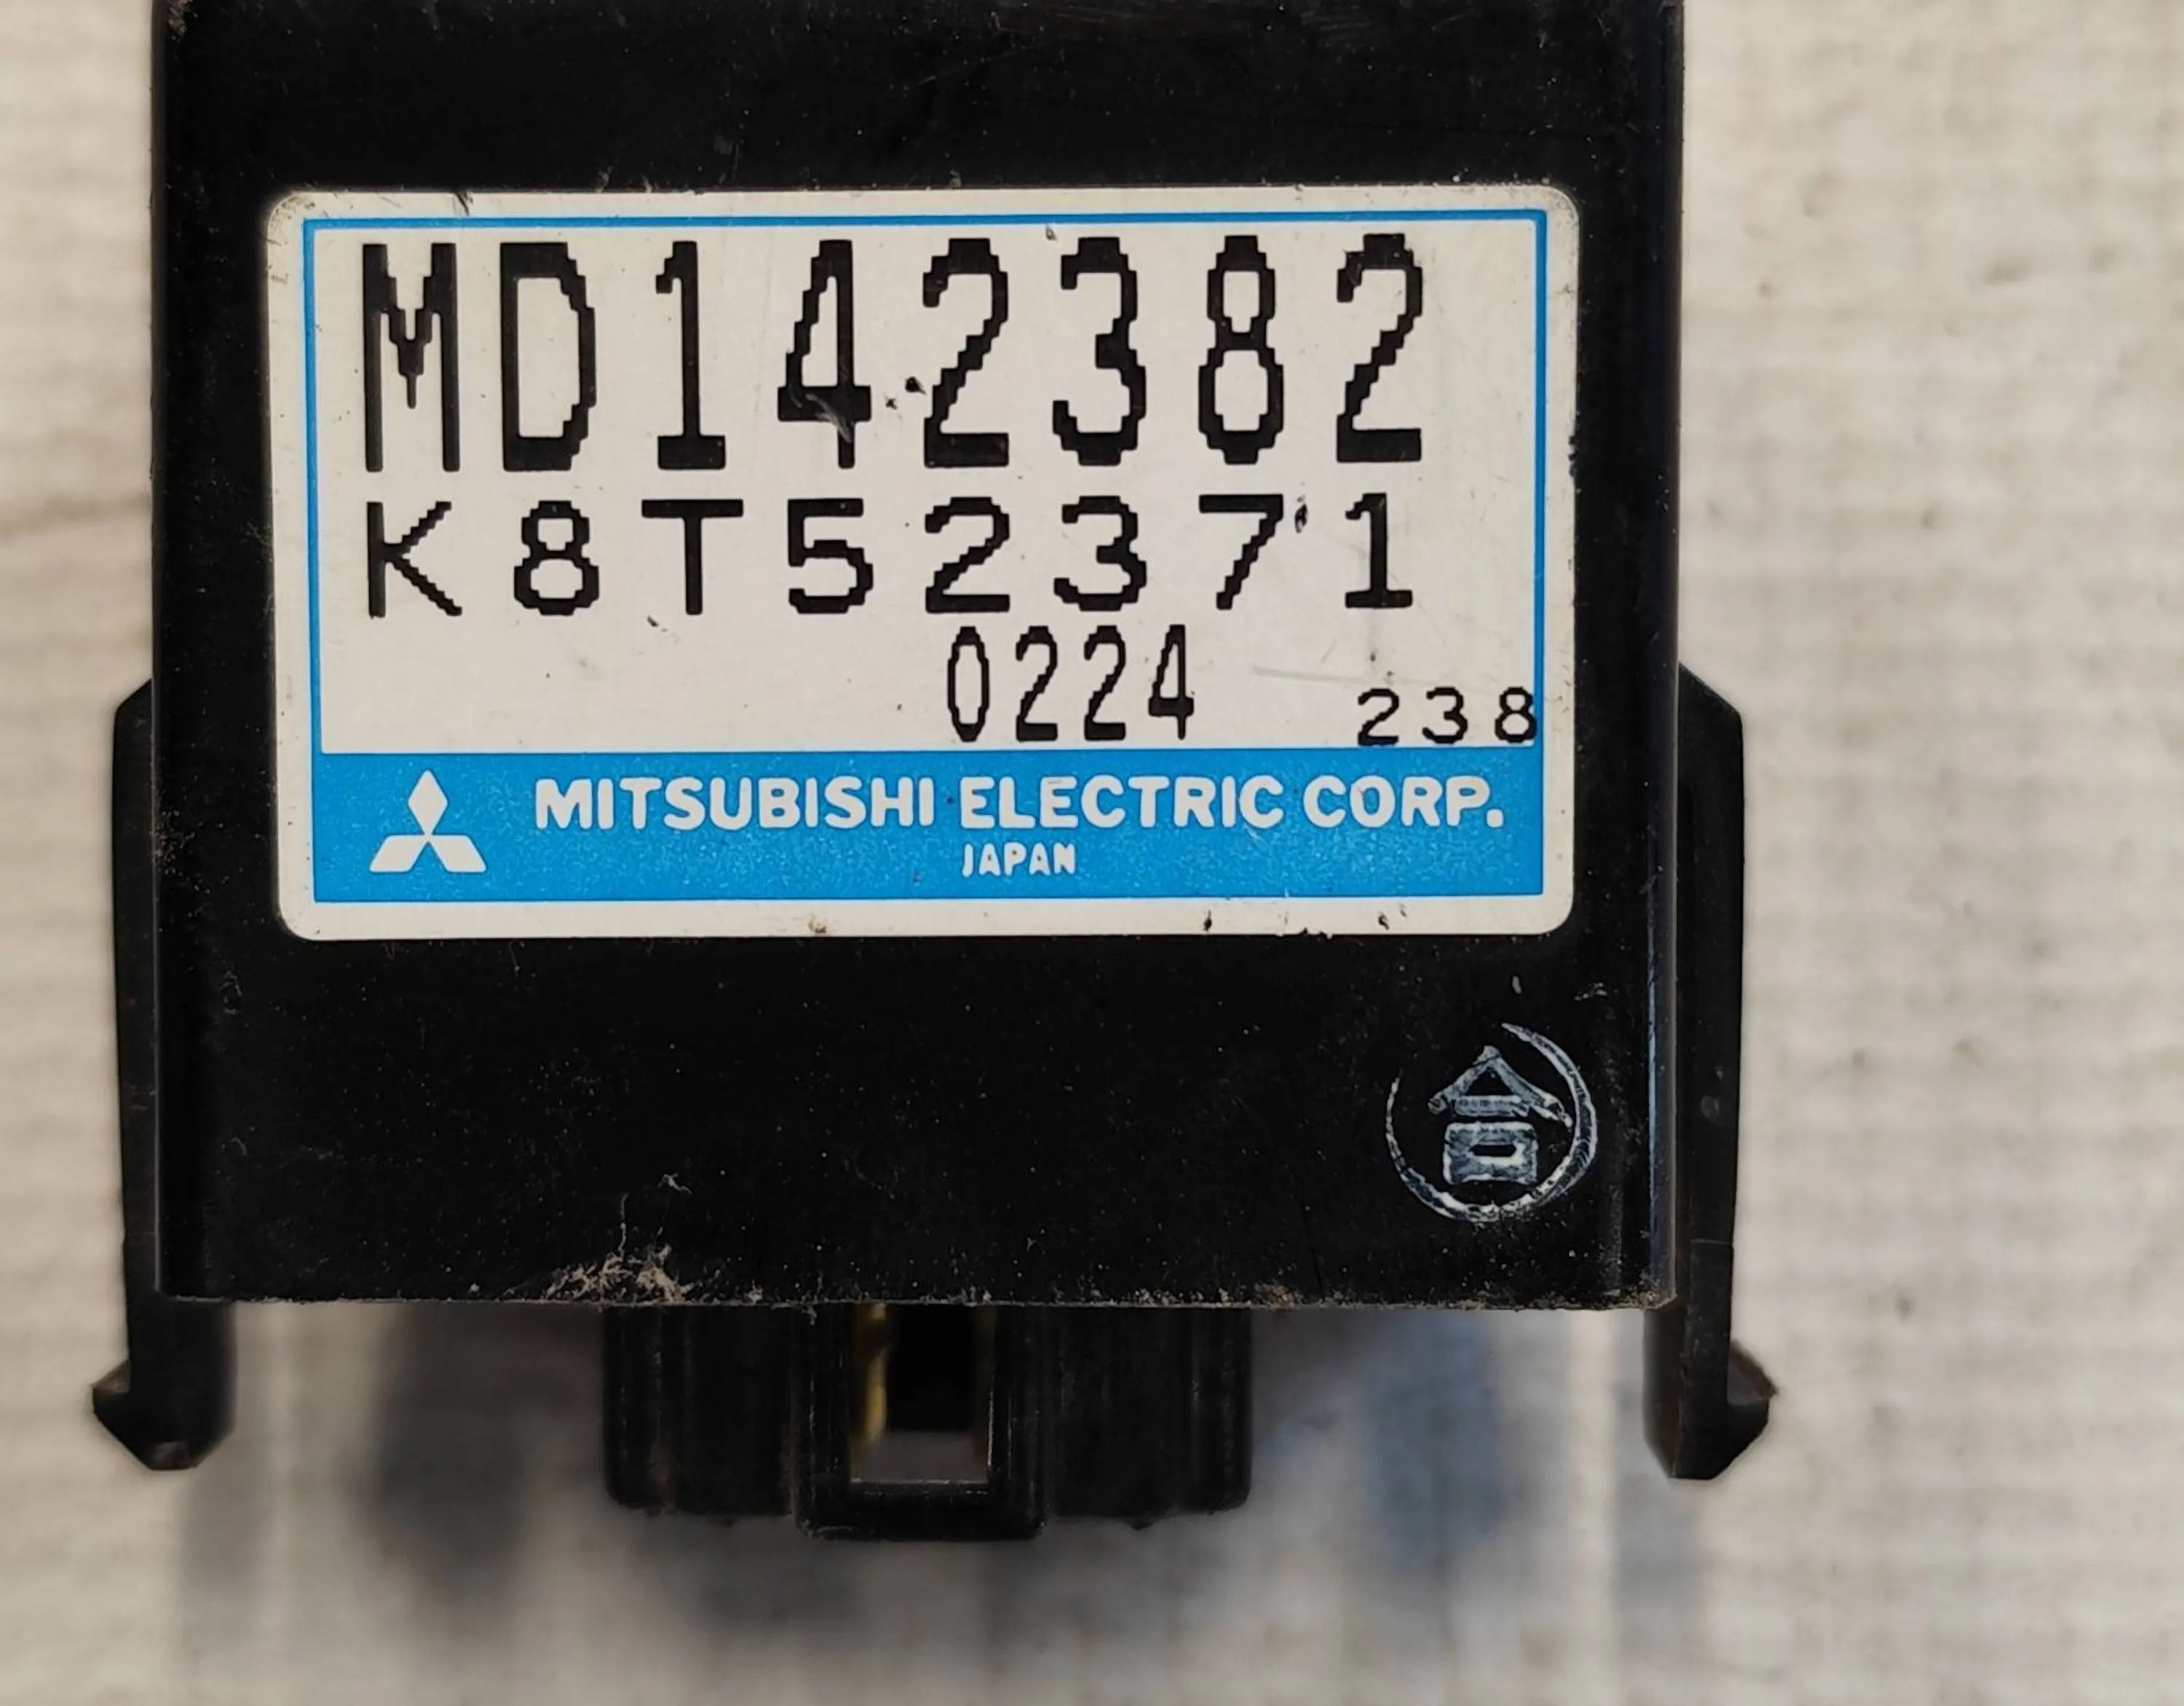 MD142382
K8T52371
0224 238
MITSUBISHI ELECTRIC CORP.
JAPAN
合